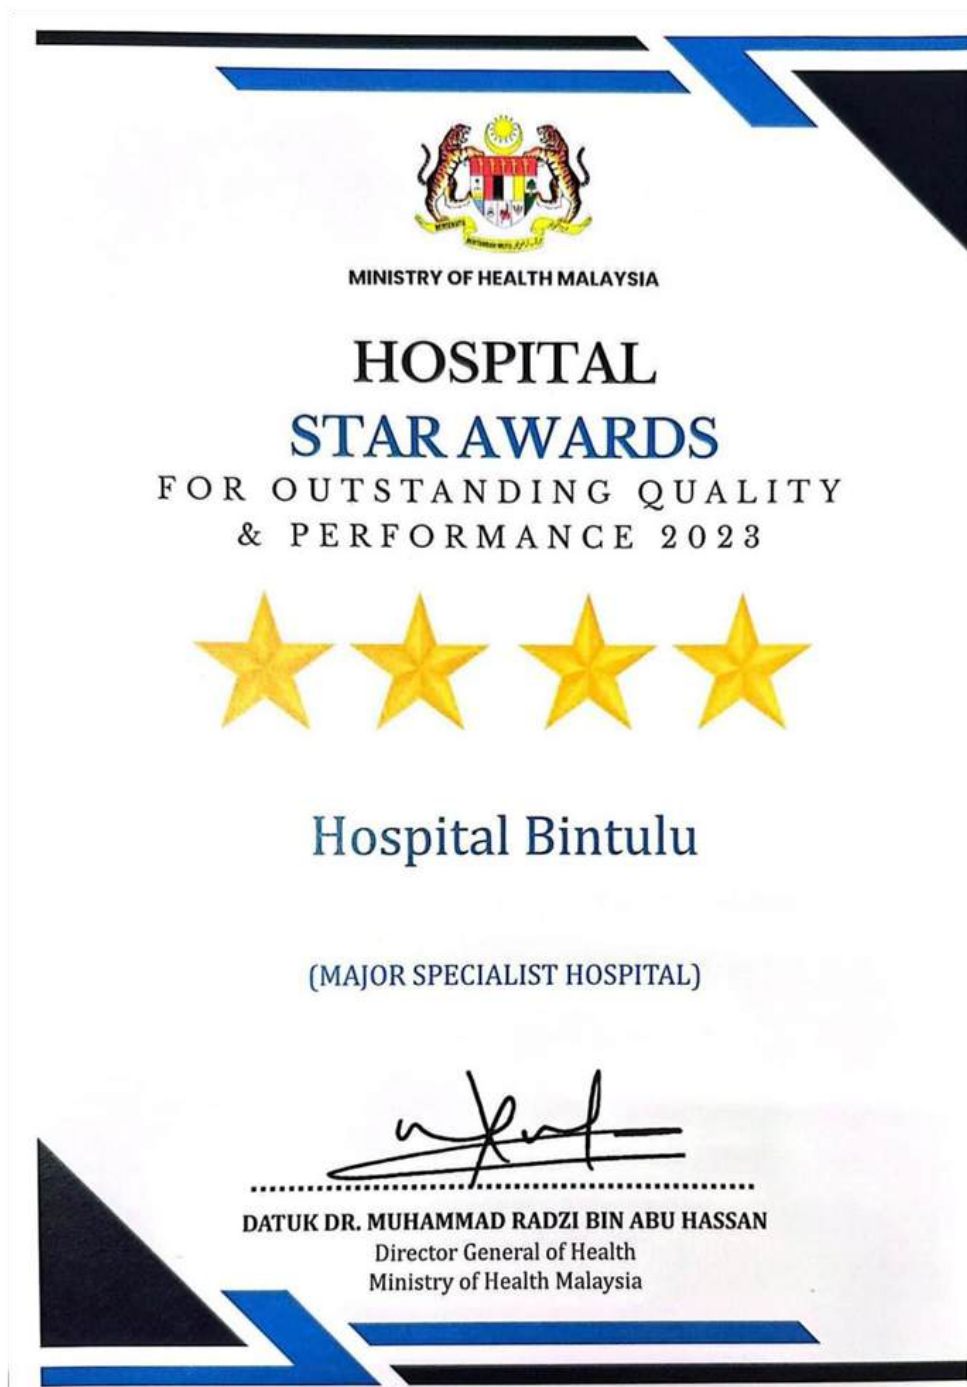 MINISTRY OF HEALTH MALAYSIA
HOSPITAL
STAR AWARDS
FOR OUTSTANDING QUALITY
& PERFORMANCE 2023
Hospital Bintulu
(MAJOR SPECIALIST HOSPITAL)
DATUK DR. MUHAMMAD RADZI BIN ABU HASSAN
Director General of Health
Ministry of Health Malaysia